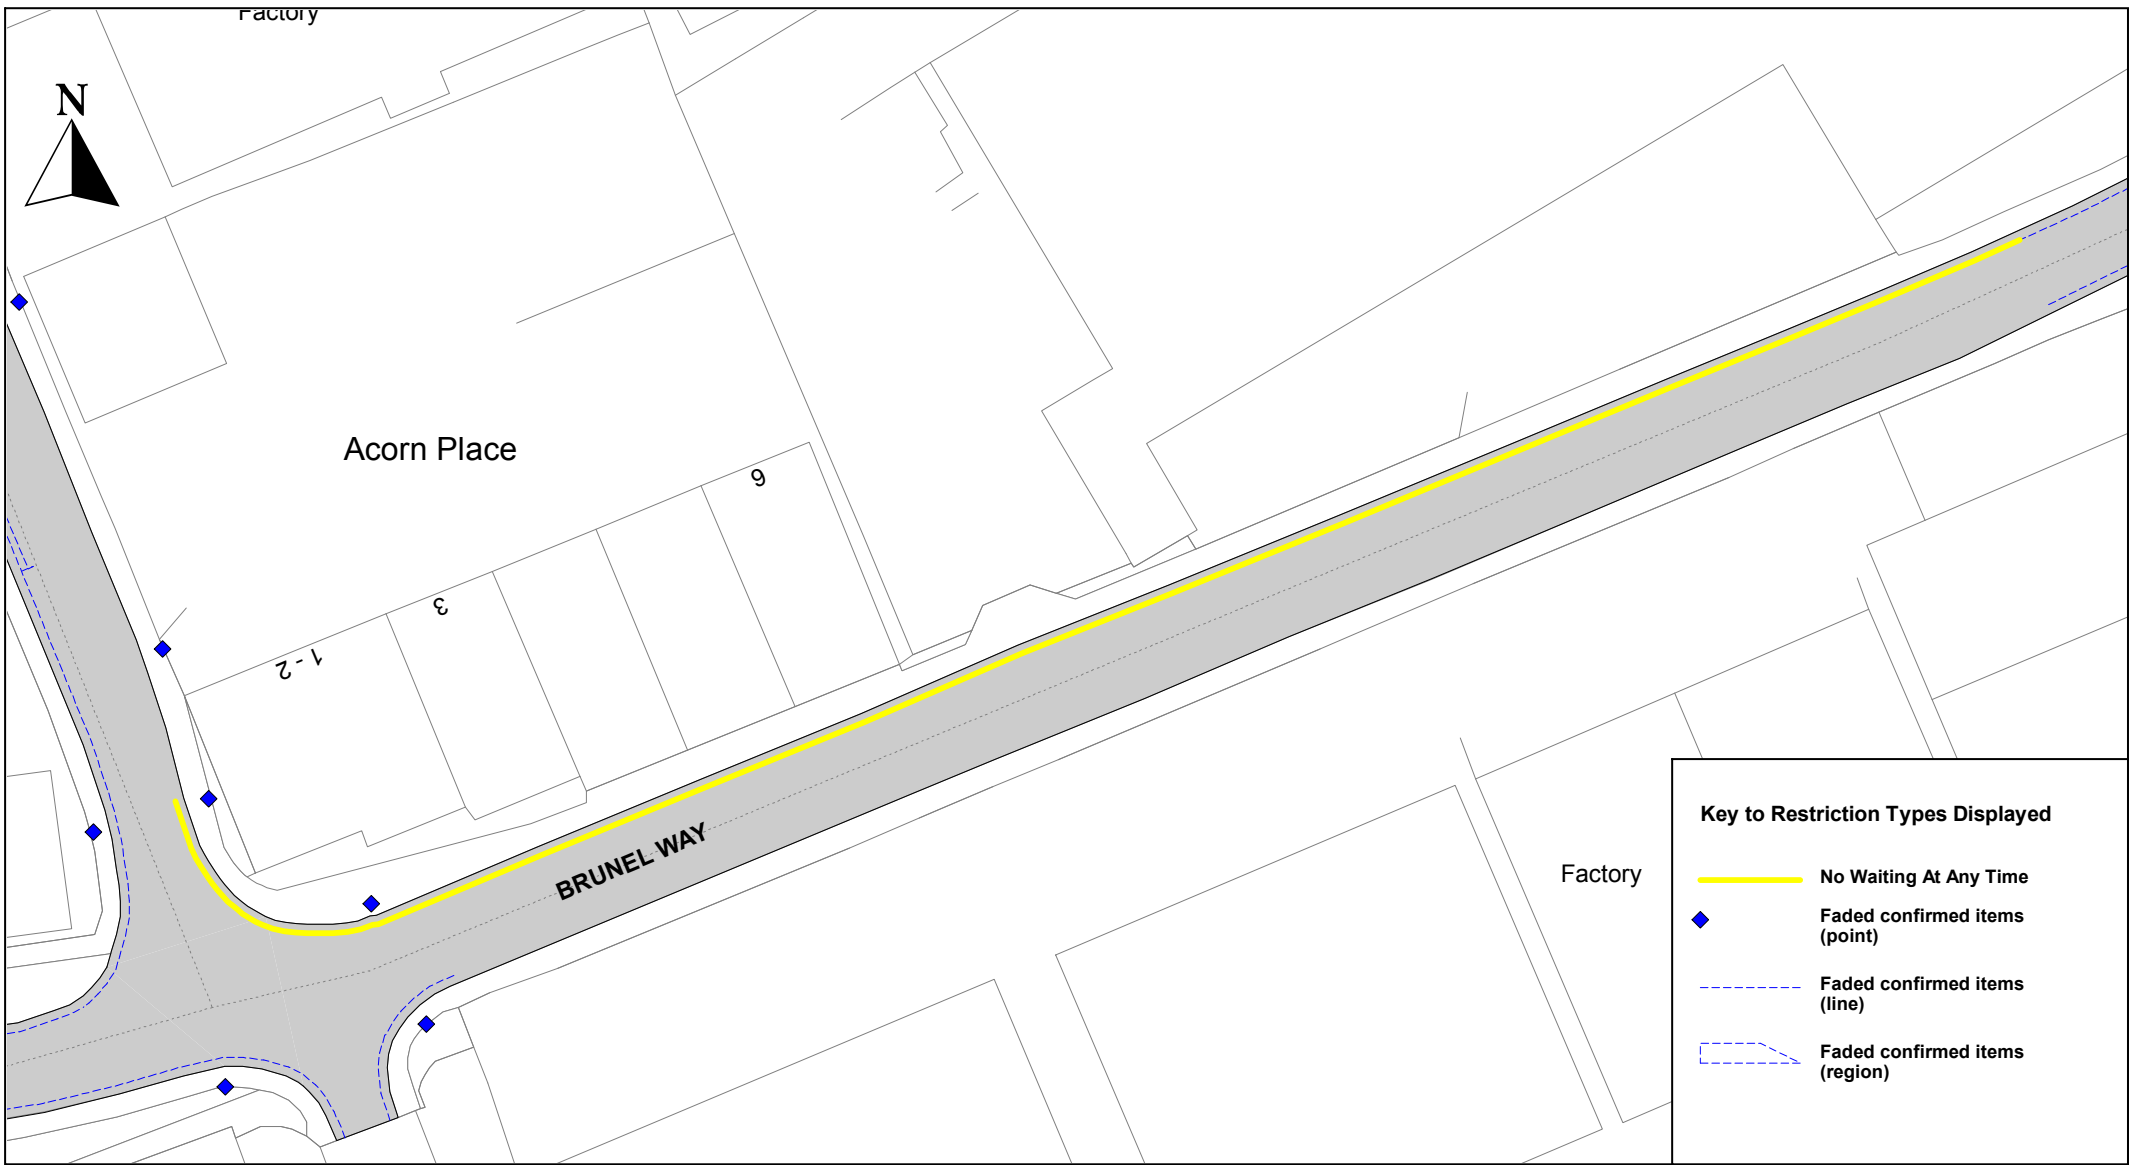 Factory
N
Acorn Place
6
3
1 - 2
BRUNEL WAY
Factory
Key to Restriction Types Displayed
No Waiting At Any Time
Faded confirmed items
(point)
Faded confirmed items
(line)
Faded confirmed items
(region)